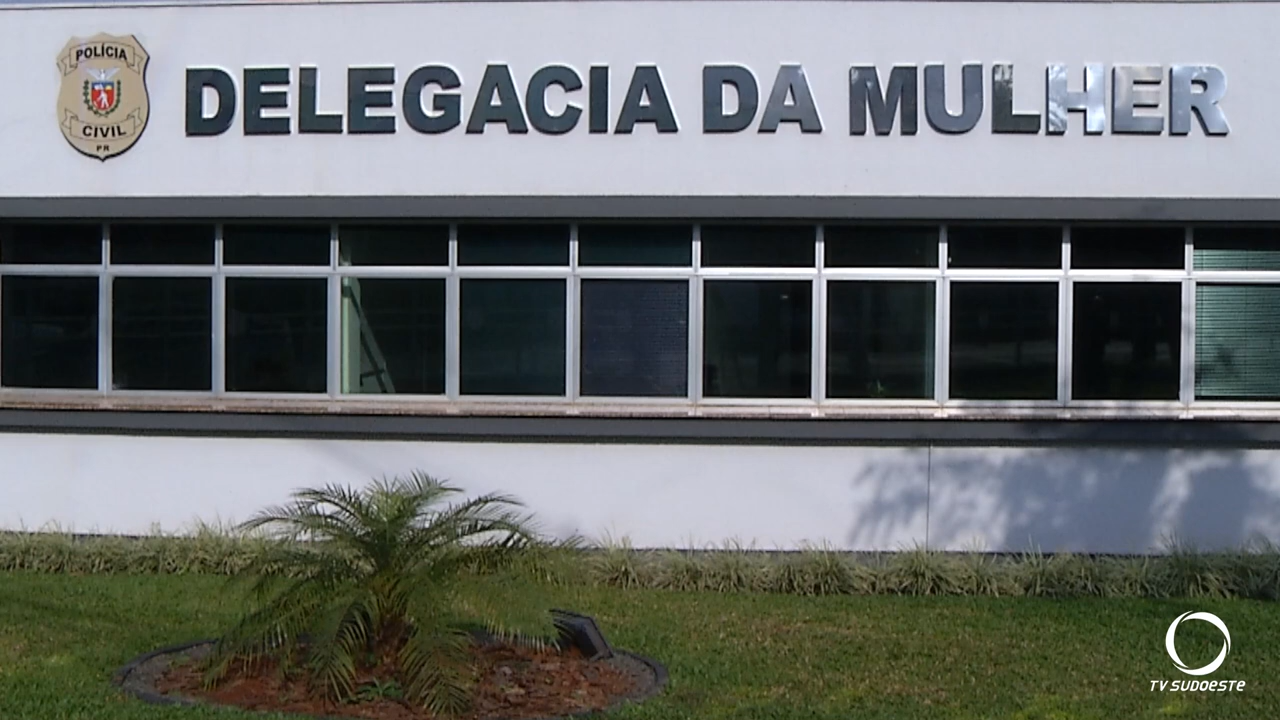 POLÍCIA
CIVIL
PR
DELEGACIA DA MULHER
TV SUDOESTE